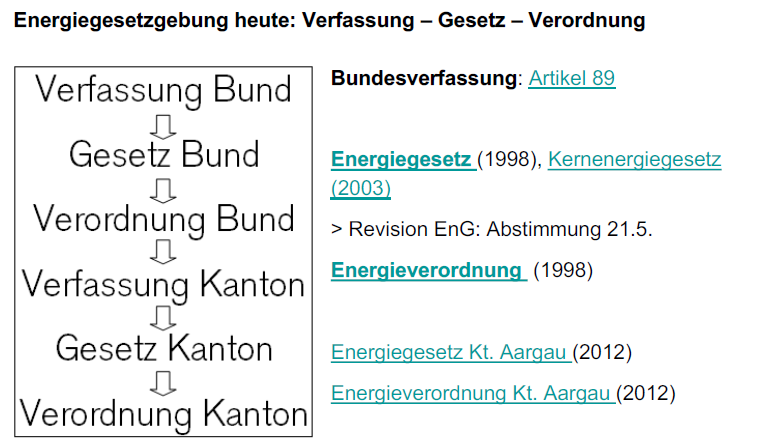 Energiegesetzgebung heute: Verfassung – Gesetz – Verordnung
Verfassung Bund
Gesetz Bund
Verordnung Bund
Verfassung Kanton
Gesetz Kanton
Verordnung Kanton
Bundesverfassung: Artikel 89
Energiegesetz (1998), Kernenergiegesetz
(2003)
> Revision EnG: Abstimmung 21.5.
Energieverordnung (1998)
Energiegesetz Kt. Aargau (2012)
Energieverordnung Kt. Aargau (2012)